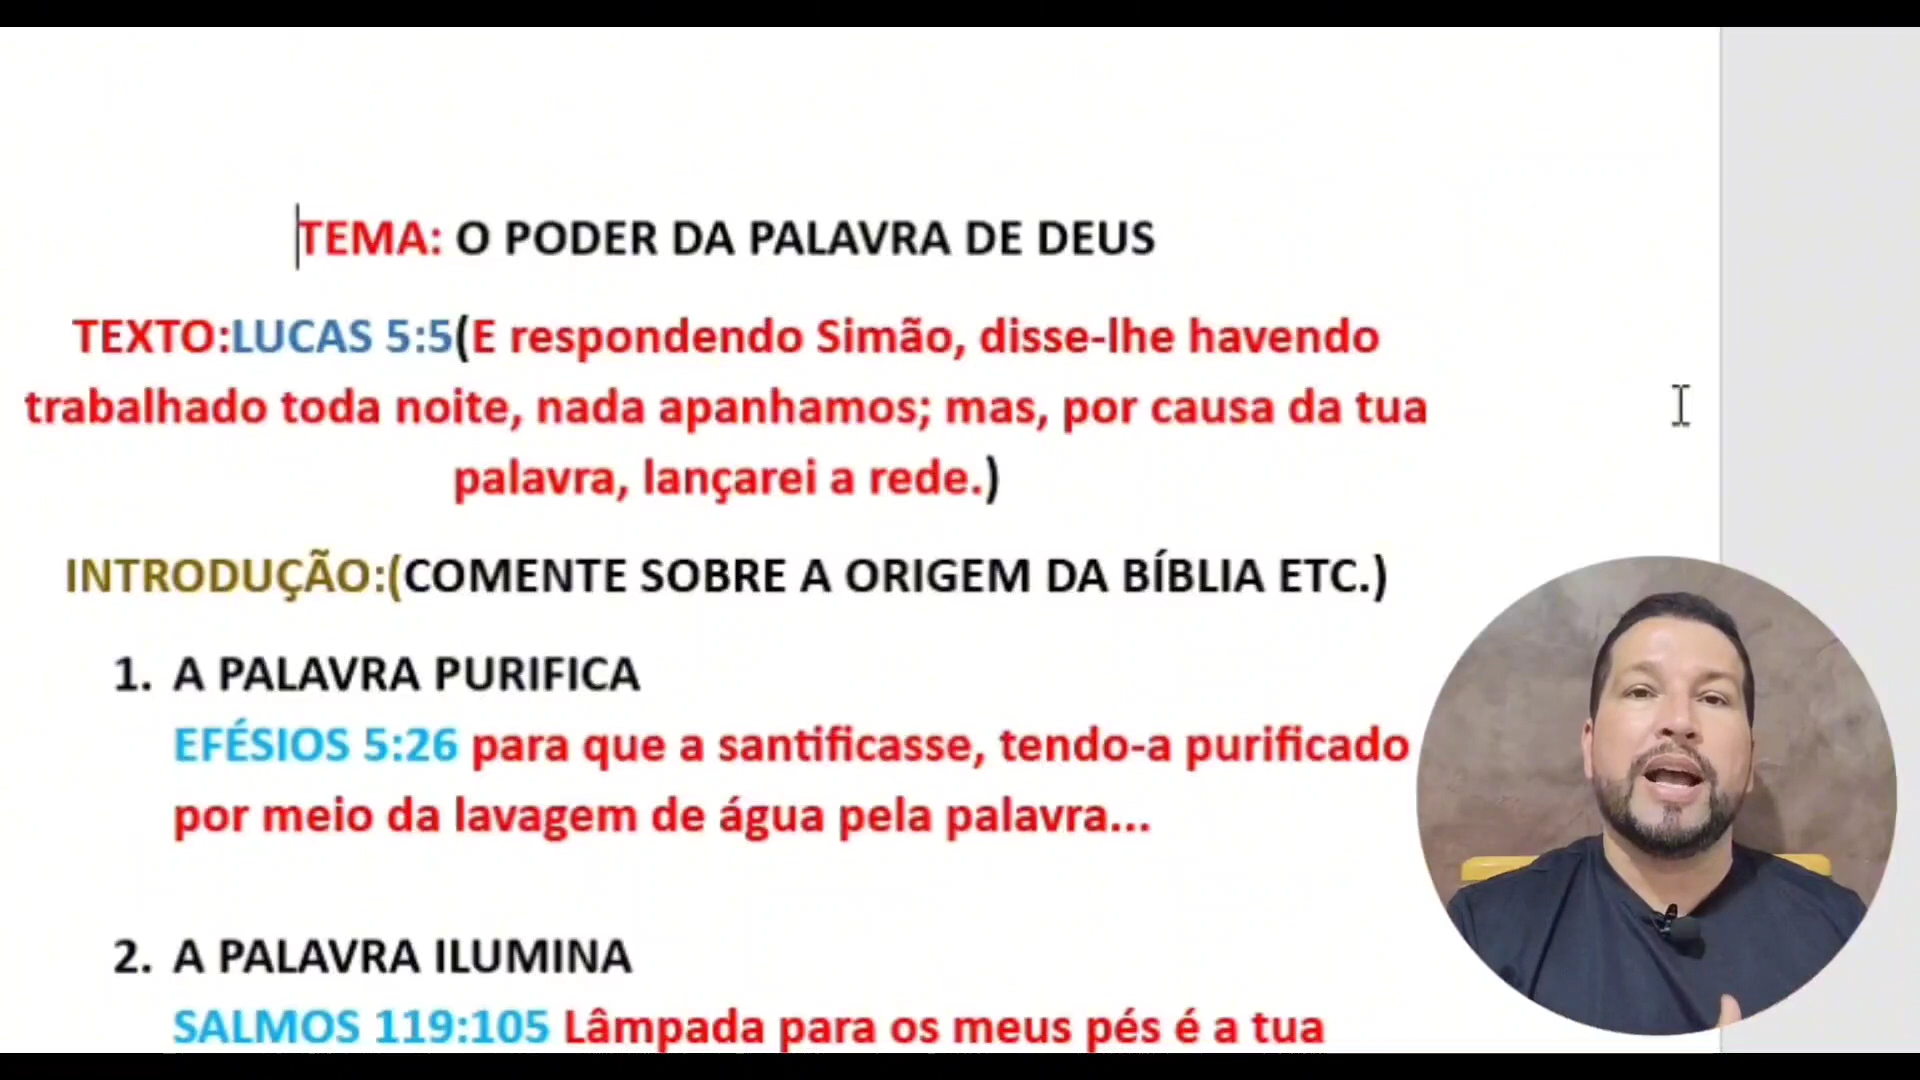 TEMA: O PODER DA PALAVRA DE DEUS
TEXTO:LUCAS 5:5(E respondendo Simão, disse-lhe havendo
trabalhado toda noite, nada apanhamos; mas, por causa da tua
palavra, lançarei a rede.)
INTRODUÇÃO:(COMENTE SOBRE A ORIGEM DA BÍBLIA ETC.)
1. A PALAVRA PURIFICA
EFÉSIOS 5:26 para que a santificasse, tendo-a purificado
por meio da lavagem de água pela palavra...
2. A PALAVRA ILUMINA
SALMOS 119:105 Lâmpada para os meus pés é a tua